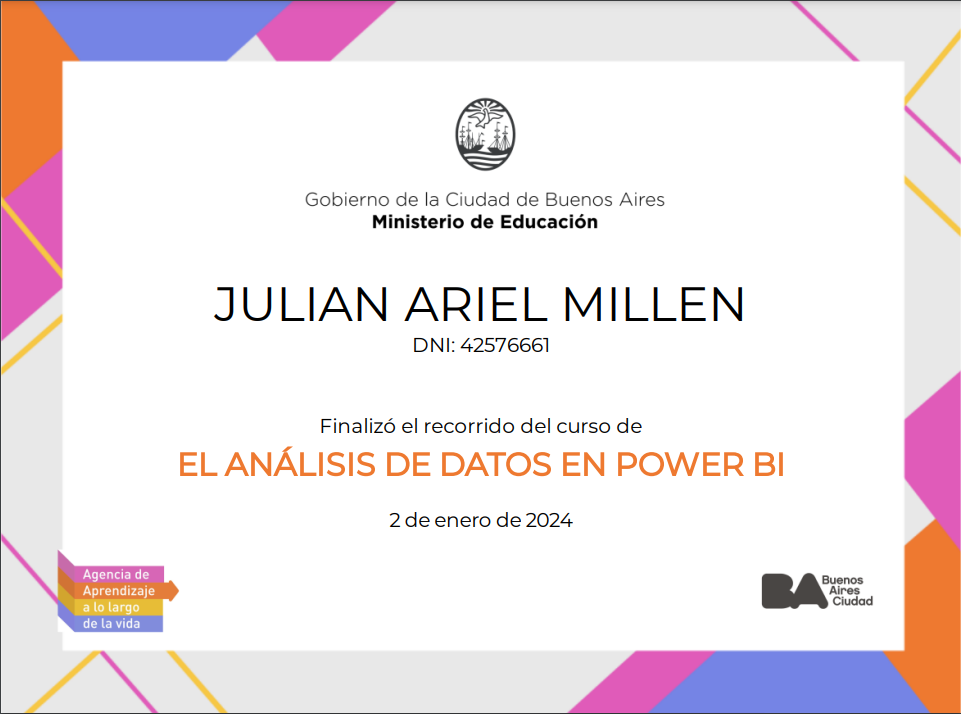 Gobierno de la Ciudad de Buenos Aires
Ministerio de Educación
JULIAN ARIEL MILLEN
DNI: 42576661
Finalizó el recorrido del curso de
EL ANÁLISIS DE DATOS EN POWER BI
2 de enero de 2024
Agencia de
Aprendizaje
a lo largo
de la vida
BA
Buenos
Aires
Ciudad